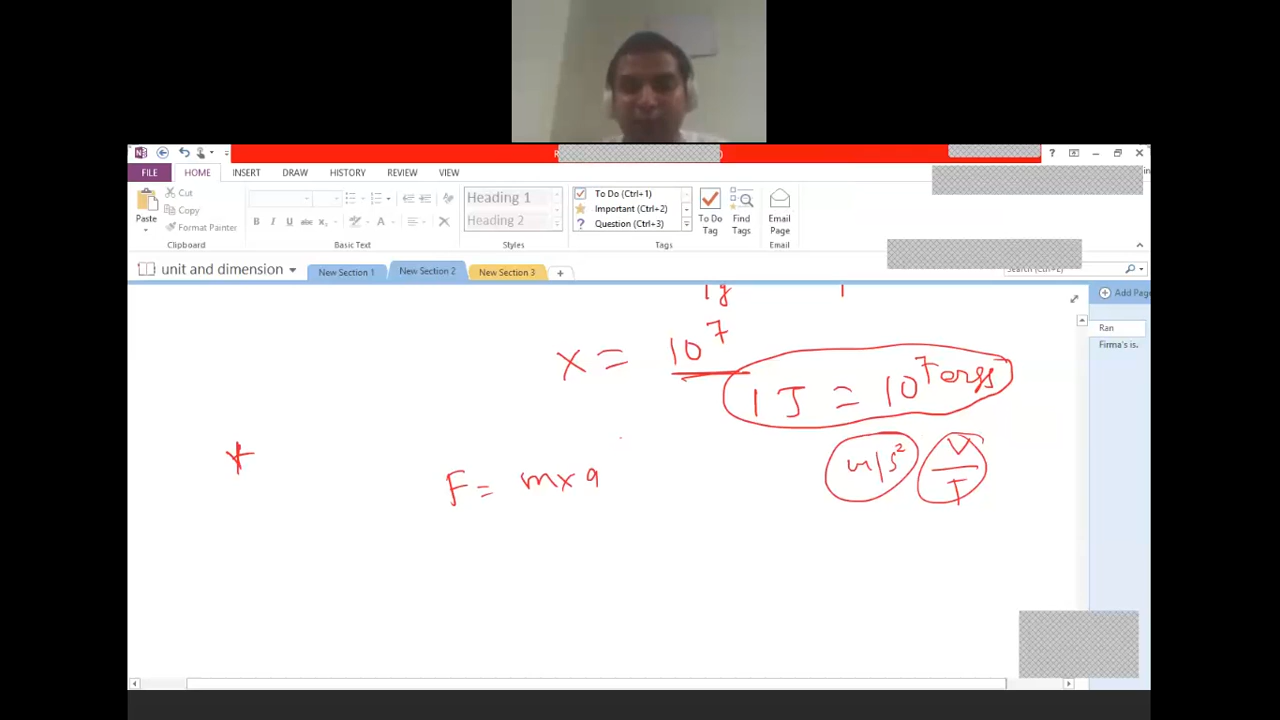 FILE HOME INSERT DRAW HISTORY REVIEW VIEW
Paste
Cut
Copy
Format Painter
Clipboard
B I U abc
Basic Text
Heading 1
Heading 2
Styles
To Do (Ctrl+1)
Important (Ctrl+2)
Question (Ctrl+3)
Tags
To Do Tag
Find Tags
Email Page
Email
unit and dimension New Section 1 New Section 2 New Section 3
Add Page
Ran
Firma's is.
x = 10⁷
1 J = 10⁷ ergs
m/s² V/T
F = m x a